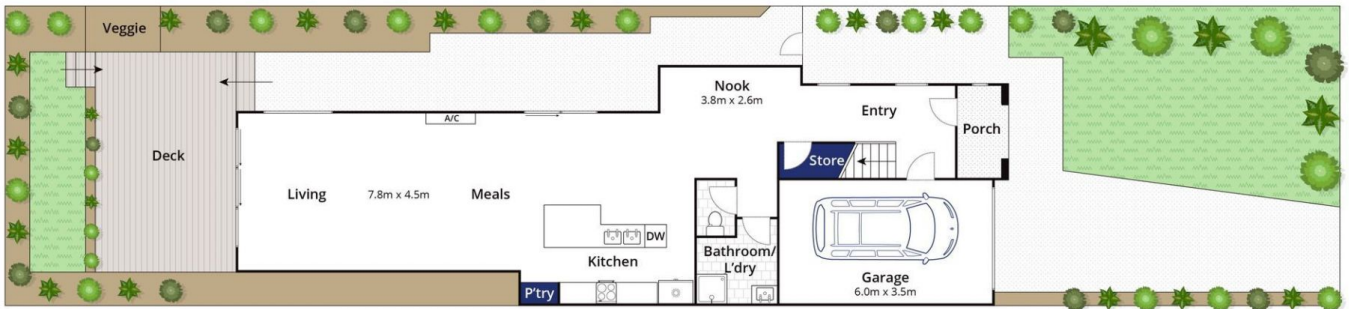 Veggie
Nook
3.8m x 2.6m
Entry
A/C
Porch
Deck
Store
Living
7.8m x 4.5m
Meals
DW
Bathroom/
L'dry
Kitchen
Garage
6.0m x 3.5m
P'try